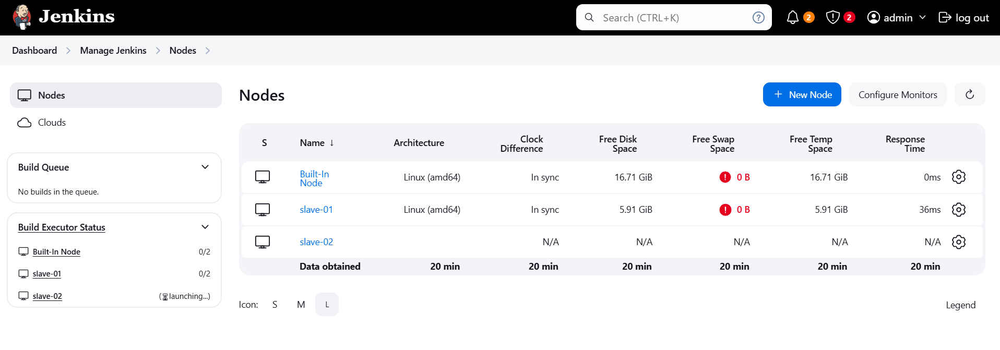 Jenkins
Search (CTRL+K)
?
2
2
admin
log out
Dashboard
Manage Jenkins
Nodes
Nodes
Clouds
Build Queue
No builds in the queue.
Build Executor Status
Built-In Node 0/2
slave-01 0/2
slave-02 (launching...)
Nodes
+ New Node
Configure Monitors
S Name ↓ Architecture Clock Difference Free Disk Space Free Swap Space Free Temp Space Response Time
Built-In Node Linux (amd64) In sync 16.71 GiB 0 B 16.71 GiB 0ms
slave-01 Linux (amd64) In sync 5.91 GiB 0 B 5.91 GiB 36ms
slave-02 N/A N/A N/A N/A N/A
Data obtained 20 min 20 min 20 min 20 min 20 min 20 min
Icon: S M L
Legend